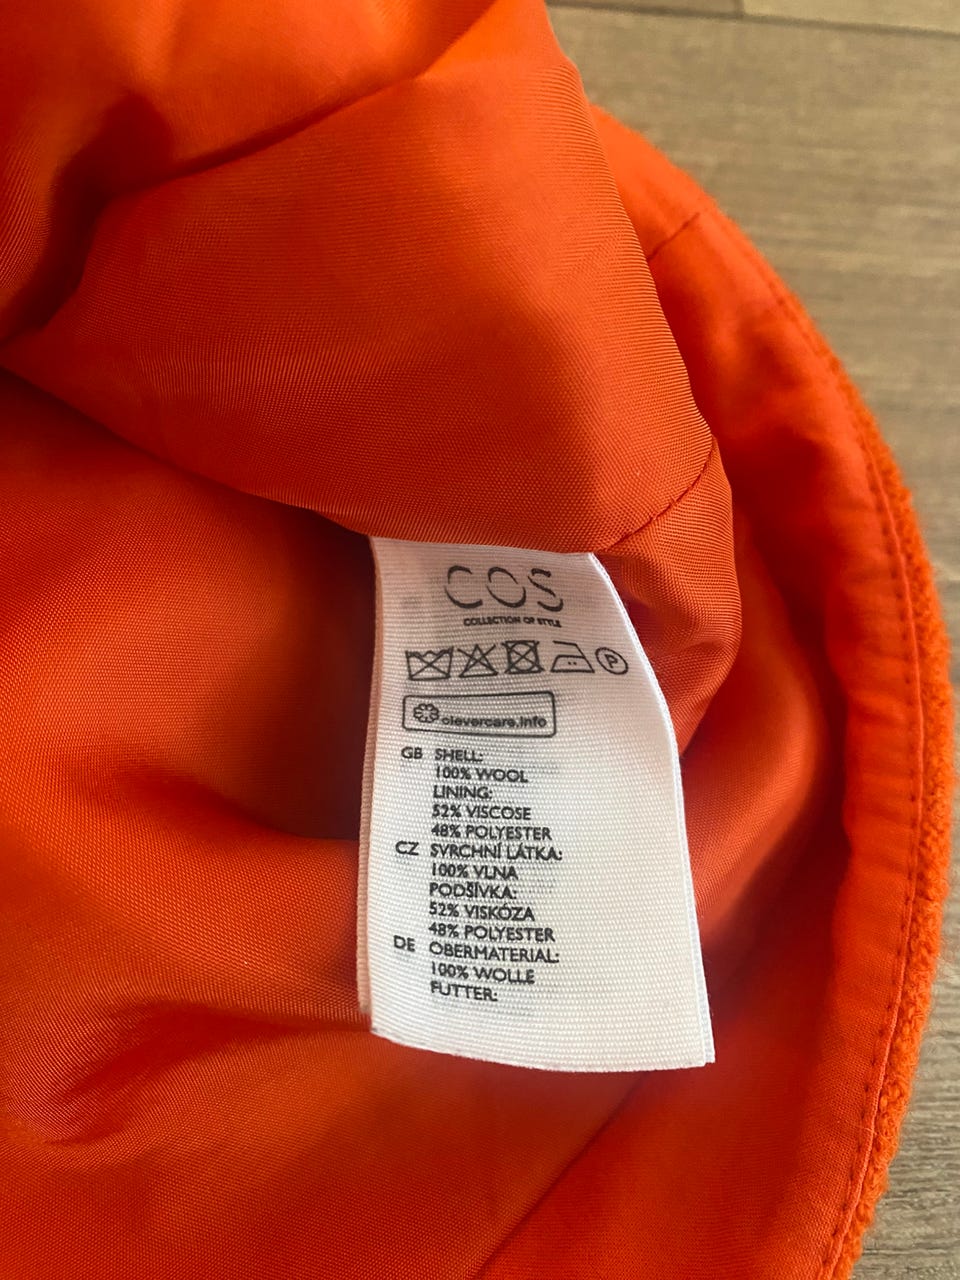 COS
COLLECTION OF STYLE
P
clevercare.info
GB SHELL:
100% WOOL
LINING:
52% VISCOSE
48% POLYESTER
CZ SVRCHNÍ LÁTKA:
100% VLNA
PODŠÍVKA:
52% VISKÓZA
48% POLYESTER
DE OBERMATERIAL:
100% WOLLE
FUTTER: